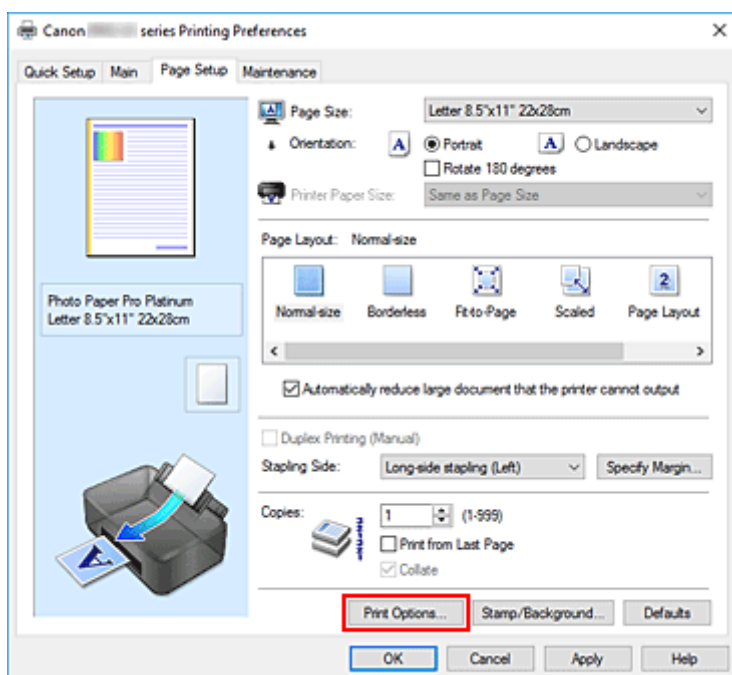 Canon series Printing Preferences
Quick Setup Main Page Setup Maintenance
Page Size: Letter 8.5"x11" 22x28cm
Orientation: A Portrait A Landscape
Rotate 180 degrees
Printer Paper Size: Same as Page Size
Page Layout: Normal-size
2
Normal-size Borderless Fit-to-Page Scaled Page Layout
Photo Paper Pro Platinum
Letter 8.5"x11" 22x28cm
Automatically reduce large document that the printer cannot output
Duplex Printing (Manual)
Stapling Side: Long-side stapling (Left) Specify Margin...
Copies: 1 (1-999)
Print from Last Page
Collate
A
Print Options... Stamp/Background... Defaults
OK Cancel Apply Help